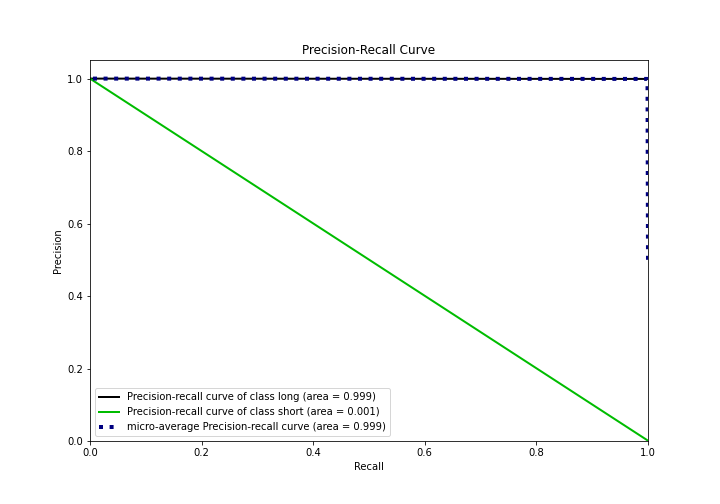 Precision-Recall Curve
1.0
0.8
0.6
0.4
0.2
0.0
Precision
Precision-recall curve of class long (area = 0.999)
Precision-recall curve of class short (area = 0.001)
micro-average Precision-recall curve (area = 0.999)
0.0 0.2 0.4 0.6 0.8 1.0
Recall